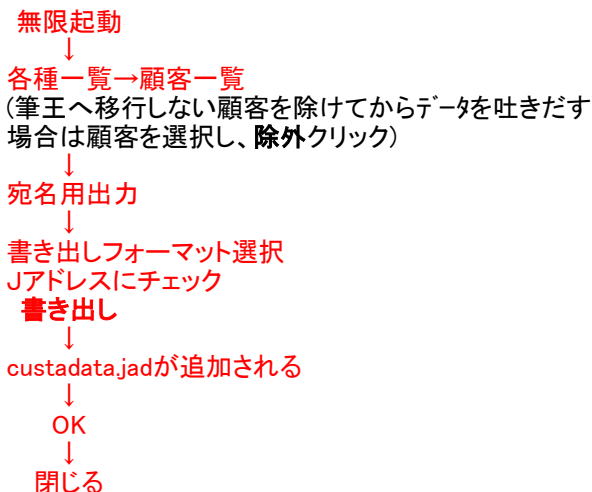 無限起動
↓
各種一覧→顧客一覧
(筆王へ移行しない顧客を除けてからﾃﾞｰﾀを吐きだす
場合は顧客を選択し、除外クリック)
↓
宛名用出力
↓
書き出しフォーマット選択
Jアドレスにチェック
書き出し
↓
custadata.jadが追加される
↓
OK
↓
閉じる